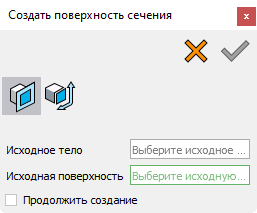 Создать поверхность сечения
x
Исходное тело Выберите исходное ...
Исходная поверхность Выберите исходную...
Продолжить создание